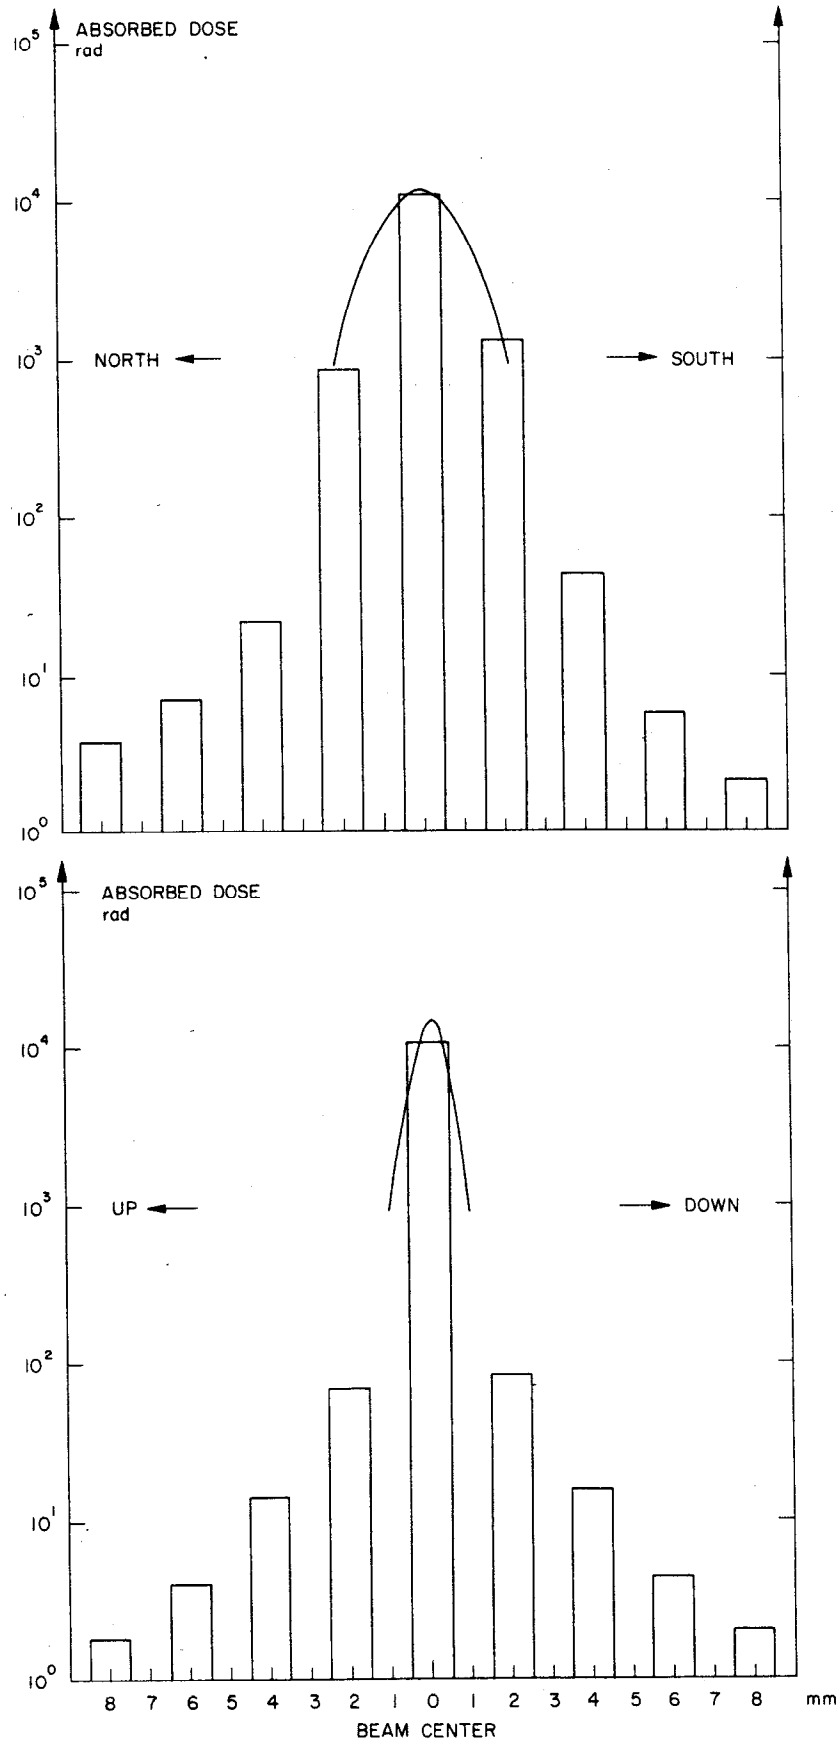 ABSORBED DOSE
rad
10⁵
10⁴
NORTH
SOUTH
10³
10²
10¹
10⁰
ABSORBED DOSE
rad
10⁵
10⁴
UP
DOWN
10³
10²
10¹
10⁰
8 7 6 5 4 3 2 1 0 1 2 3 4 5 6 7 8 mm
BEAM CENTER